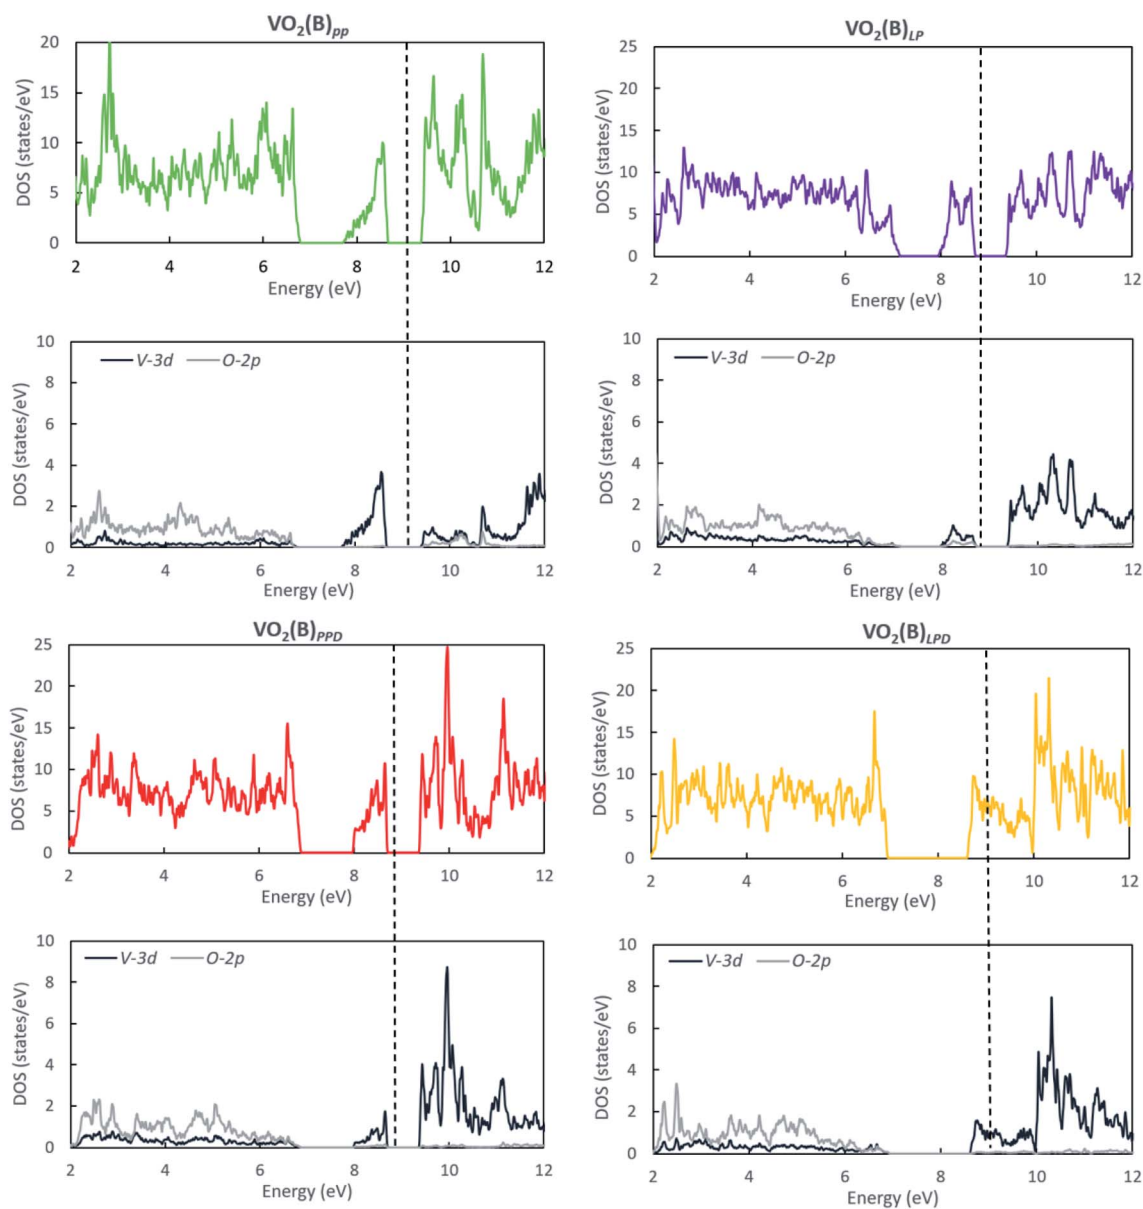 VO₂(B)pp
20
15
10
5
0
DOS (states/eV)
2 4 6 8 10 12
Energy (eV)
VO₂(B)LP
25
20
15
10
5
0
DOS (states/eV)
2 4 6 8 10 12
Energy (eV)
V-3d O-2p
10
8
6
4
2
0
DOS (states/eV)
2 4 6 8 10 12
Energy (eV)
V-3d O-2p
10
8
6
4
2
0
DOS (states/eV)
2 4 6 8 10 12
Energy (eV)
VO₂(B)PPD
25
20
15
10
5
0
DOS (states/eV)
2 4 6 8 10 12
Energy (eV)
VO₂(B)LPD
25
20
15
10
5
0
DOS (states/eV)
2 4 6 8 10 12
Energy (eV)
V-3d O-2p
10
8
6
4
2
0
DOS (states/eV)
2 4 6 8 10 12
Energy (eV)
V-3d O-2p
10
8
6
4
2
0
DOS (states/eV)
2 4 6 8 10 12
Energy (eV)